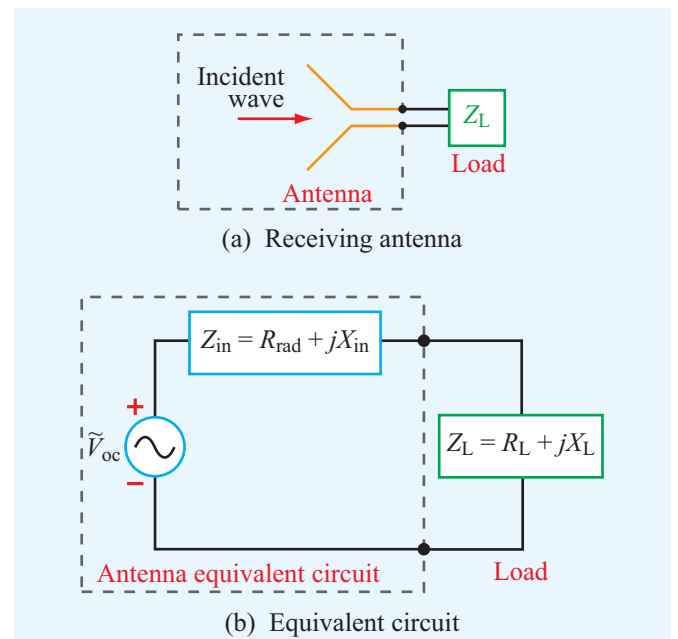 Incident
wave
Z_L
Load
Antenna
(a) Receiving antenna
Z_in = R_rad + jX_in
+
Ṽ_oc
−
Z_L = R_L + jX_L
Antenna equivalent circuit
Load
(b) Equivalent circuit